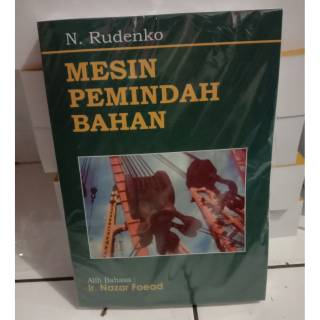 N. Rudenko
MESIN
PEMINDAH
BAHAN
Alih Bahasa :
Ir. Nazar Foead